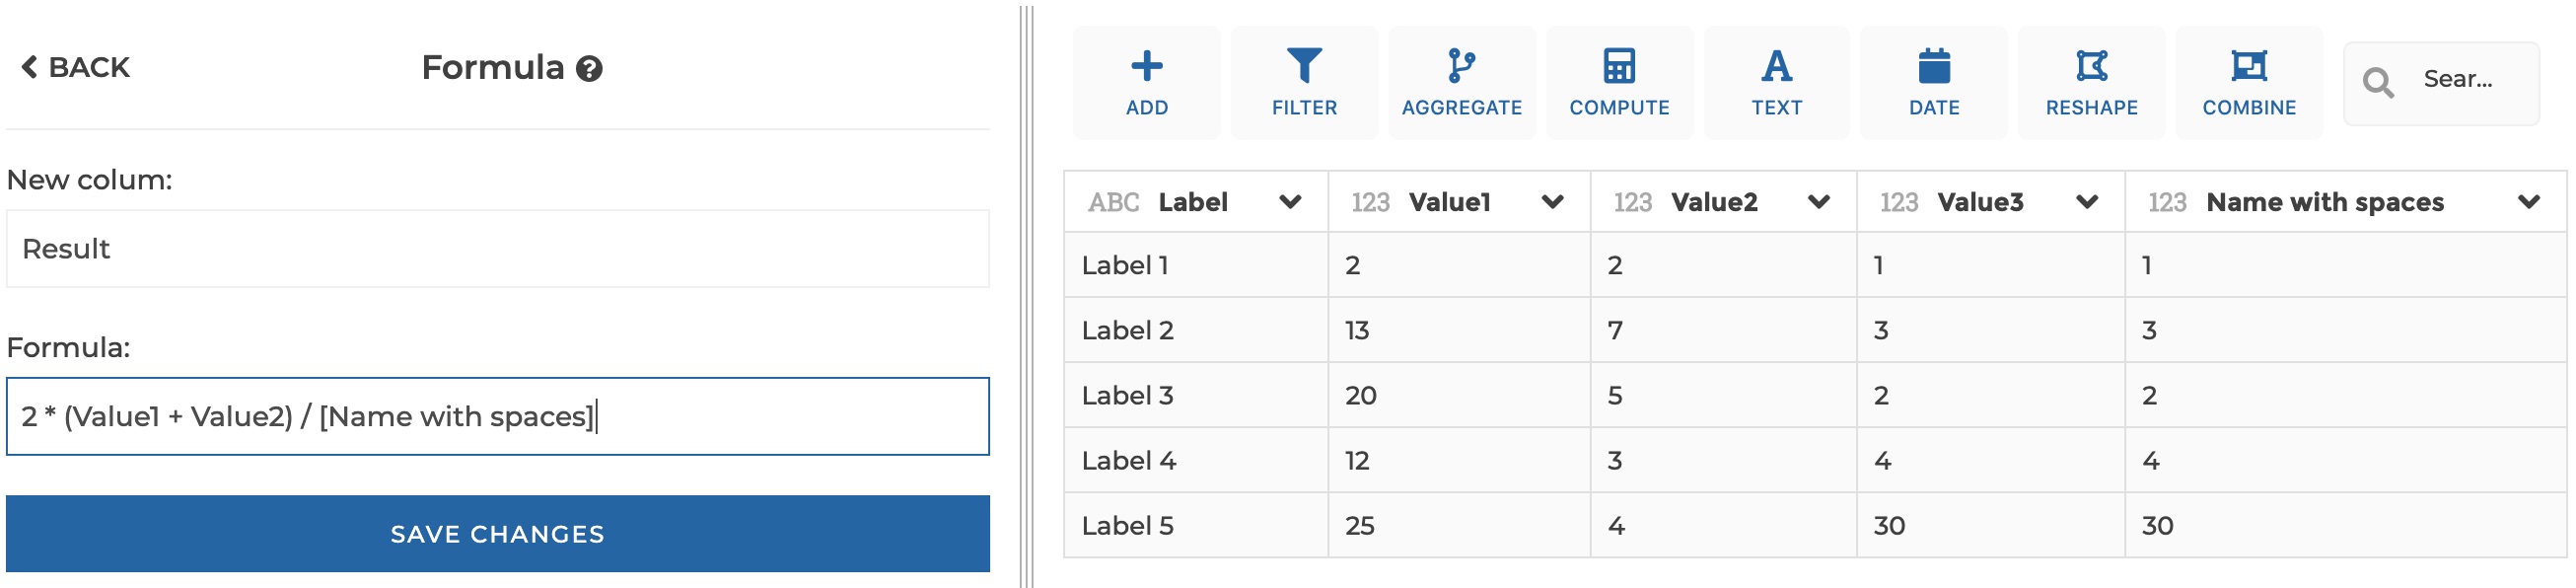 BACK
Formula
New colum:
Result
Formula:
2 * (Value1 + Value2) / [Name with spaces]
SAVE CHANGES
ADD FILTER AGGREGATE COMPUTE TEXT DATE RESHAPE COMBINE Sear...
ABC Label 123 Value1 123 Value2 123 Value3 123 Name with spaces
Label 1 2 2 1 1
Label 2 13 7 3 3
Label 3 20 5 2 2
Label 4 12 3 4 4
Label 5 25 4 30 30